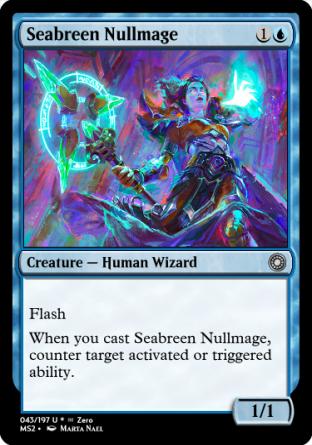 Seabreen Nullmage 1
Creature — Human Wizard
Flash
When you cast Seabreen Nullmage,
counter target activated or triggered
ability.
1/1
043/197 U * ∞ Zero
MS2 • Marta Nael